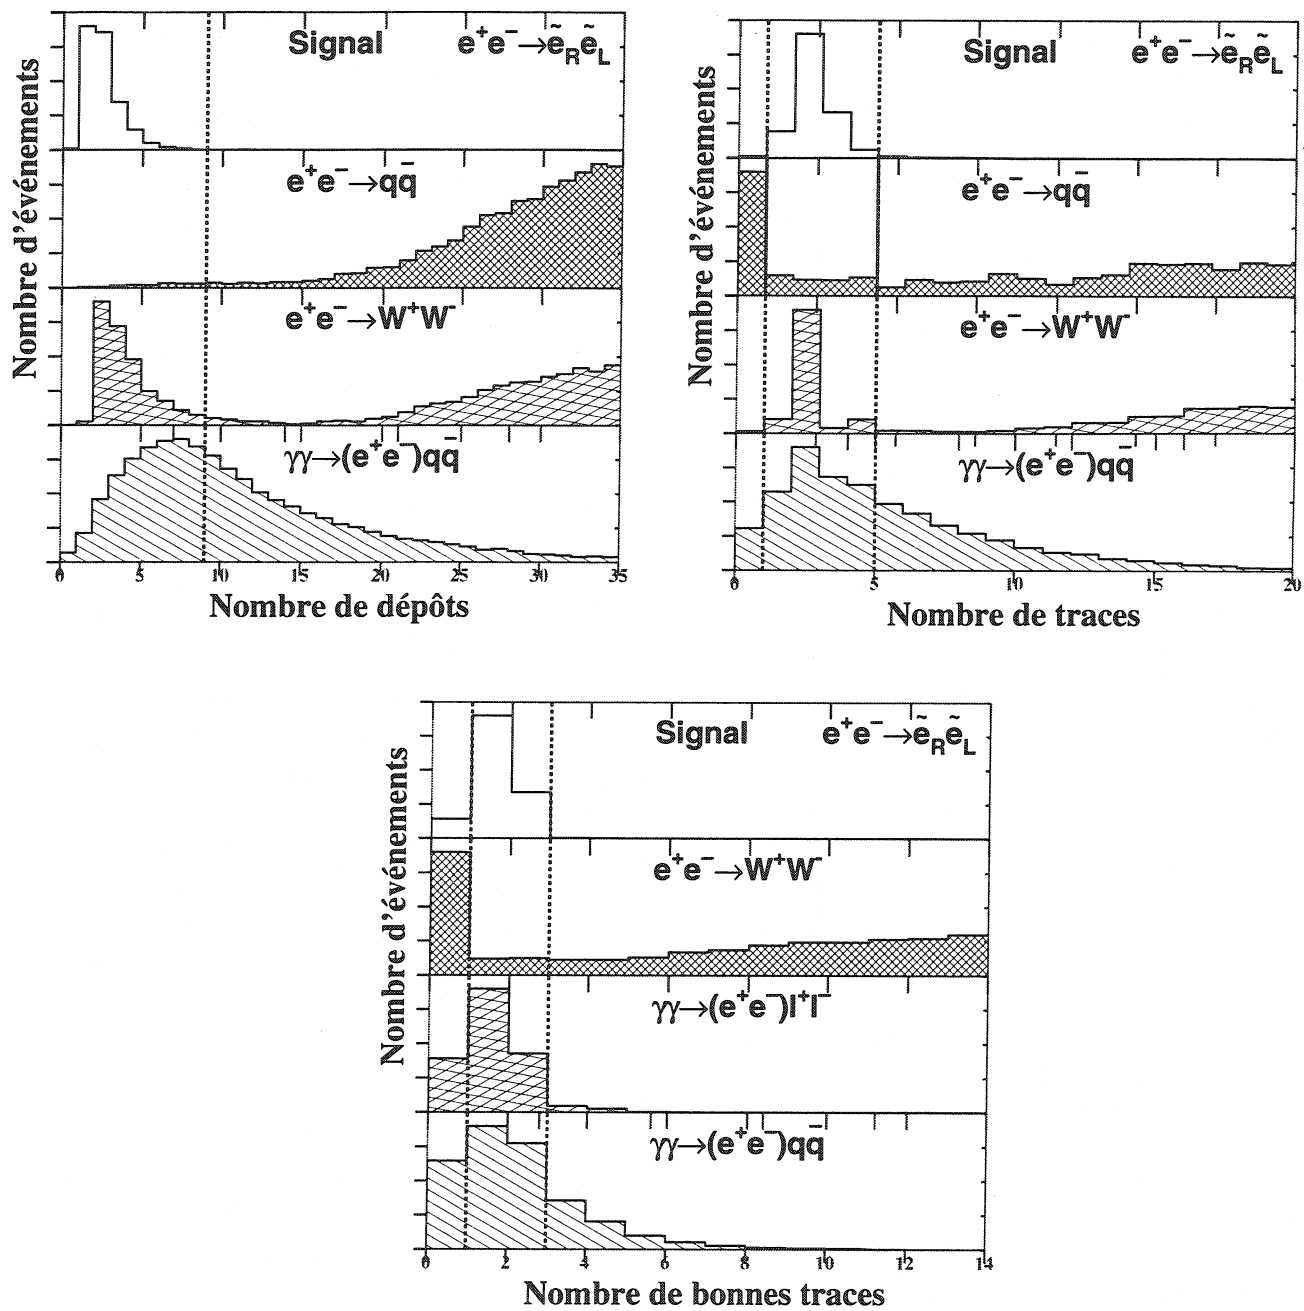 Nombre d'événements
Signal e⁺e⁻→ẽ_Rẽ_L
e⁺e⁻→qq̄
e⁺e⁻→W⁺W⁻
γγ→(e⁺e⁻)qq̄
0 5 10 15 20 25 30 35
Nombre de dépôts
Nombre d'événements
Signal e⁺e⁻→ẽ_Rẽ_L
e⁺e⁻→qq̄
e⁺e⁻→W⁺W⁻
γγ→(e⁺e⁻)qq̄
0 5 10 15 20
Nombre de traces
Nombre d'événements
Signal e⁺e⁻→ẽ_Rẽ_L
e⁺e⁻→W⁺W⁻
γγ→(e⁺e⁻)l⁺l⁻
γγ→(e⁺e⁻)qq̄
0 2 4 6 8 10 12 14
Nombre de bonnes traces